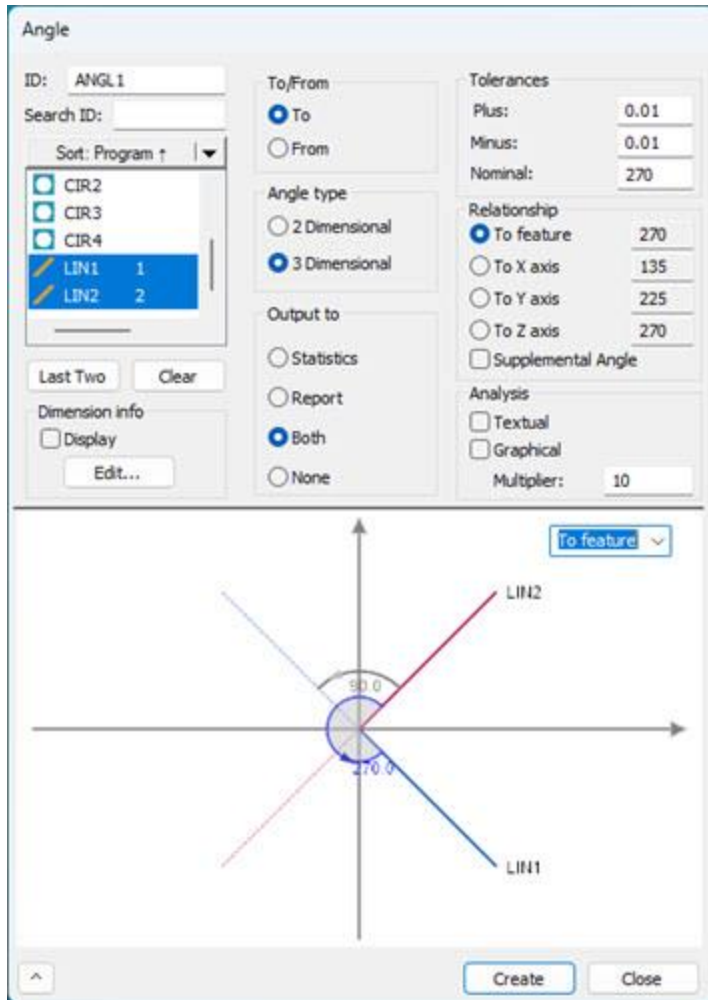 Angle
ID: ANGL1
Search ID:
Sort: Program ↑
CIR2
CIR3
CIR4
LIN1 1
LIN2 2
Last Two Clear
Dimension info
Display
Edit...
To/From
To
From
Angle type
2 Dimensional
3 Dimensional
Output to
Statistics
Report
Both
None
Tolerances
Plus: 0.01
Minus: 0.01
Nominal: 270
Relationship
To feature 270
To X axis 135
To Y axis 225
To Z axis 270
Supplemental Angle
Analysis
Textual
Graphical
Multiplier: 10
To feature
LIN2
90.0
270.0
LIN1
Create Close